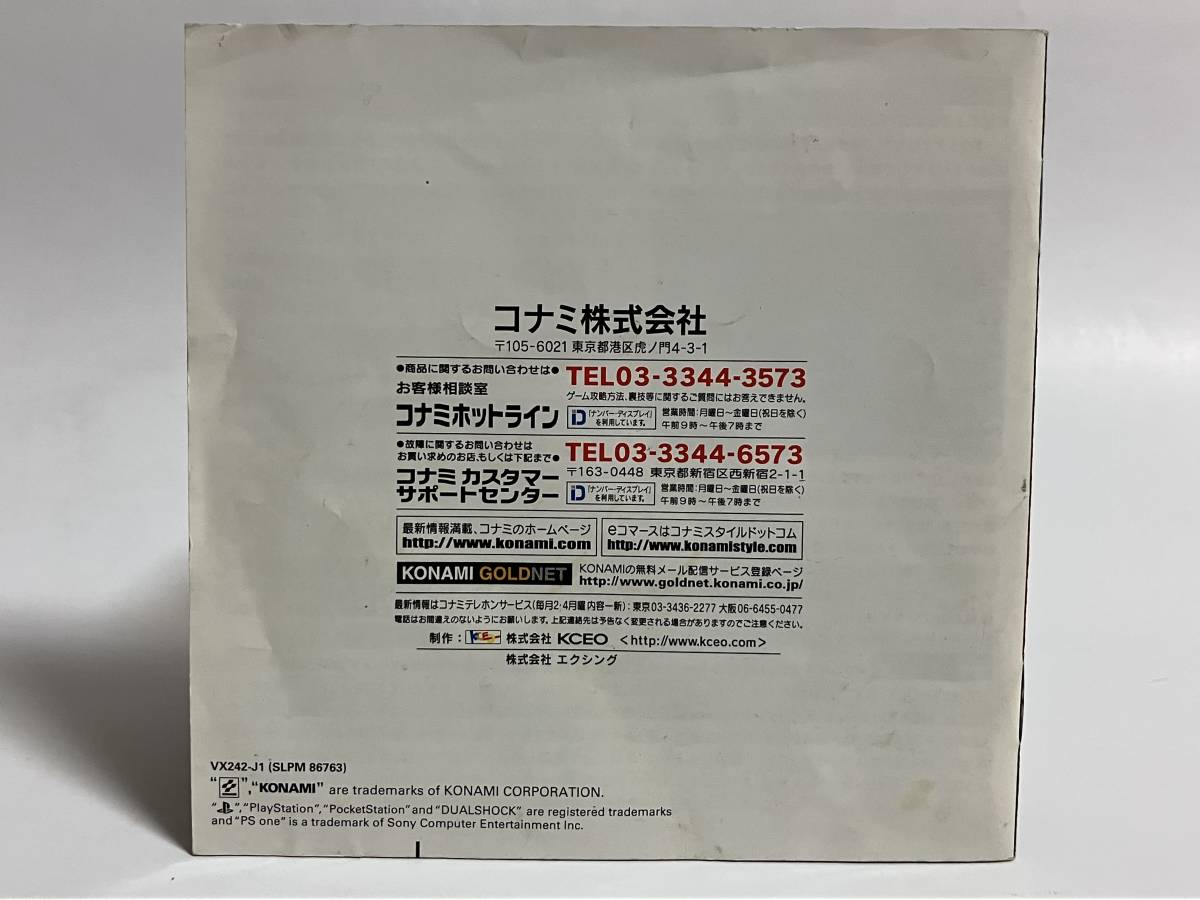 コナミ株式会社
〒105-6021 東京都港区虎ノ門4-3-1
●商品に関するお問い合わせは●
お客様相談室
コナミホットライン
TEL03-3344-3573
ゲーム攻略方法、裏技等に関するご質問にはお答えできません。
「ナンバー・ディスプレイ」
を利用しています。
営業時間:月曜日〜金曜日(祝日を除く)
午前9時〜午後7時まで
●故障に関するお問い合わせは
お買い求めのお店、もしくは下記まで●
コナミ カスタマー
サポートセンター
TEL03-3344-6573
〒163-0448 東京都新宿区西新宿2-1-1
「ナンバー・ディスプレイ」
を利用しています。
営業時間:月曜日〜金曜日(祝日を除く)
午前9時〜午後7時まで
最新情報満載、コナミのホームページ
http://www.konami.com
eコマースはコナミスタイルドットコム
http://www.konamistyle.com
KONAMI GOLDNET
KONAMIの無料メール配信サービス登録ページ
http://www.goldnet.konami.co.jp/
最新情報はコナミテレホンサービス(毎月2・4月曜内容一新):東京03-3436-2277 大阪06-6455-0477
電話はお間違えのないようにお願いします。上記連絡先は予告なく変更される場合がありますのでご注意ください。
制作: KCEO 株式会社 KCEO <http://www.kceo.com>
株式会社 エクシング
VX242-J1 (SLPM 86763)
“ ”,“KONAMI” are trademarks of KONAMI CORPORATION.
“ ”,“PlayStation”,“PocketStation” and “DUALSHOCK” are registered trademarks
and “PS one” is a trademark of Sony Computer Entertainment Inc.